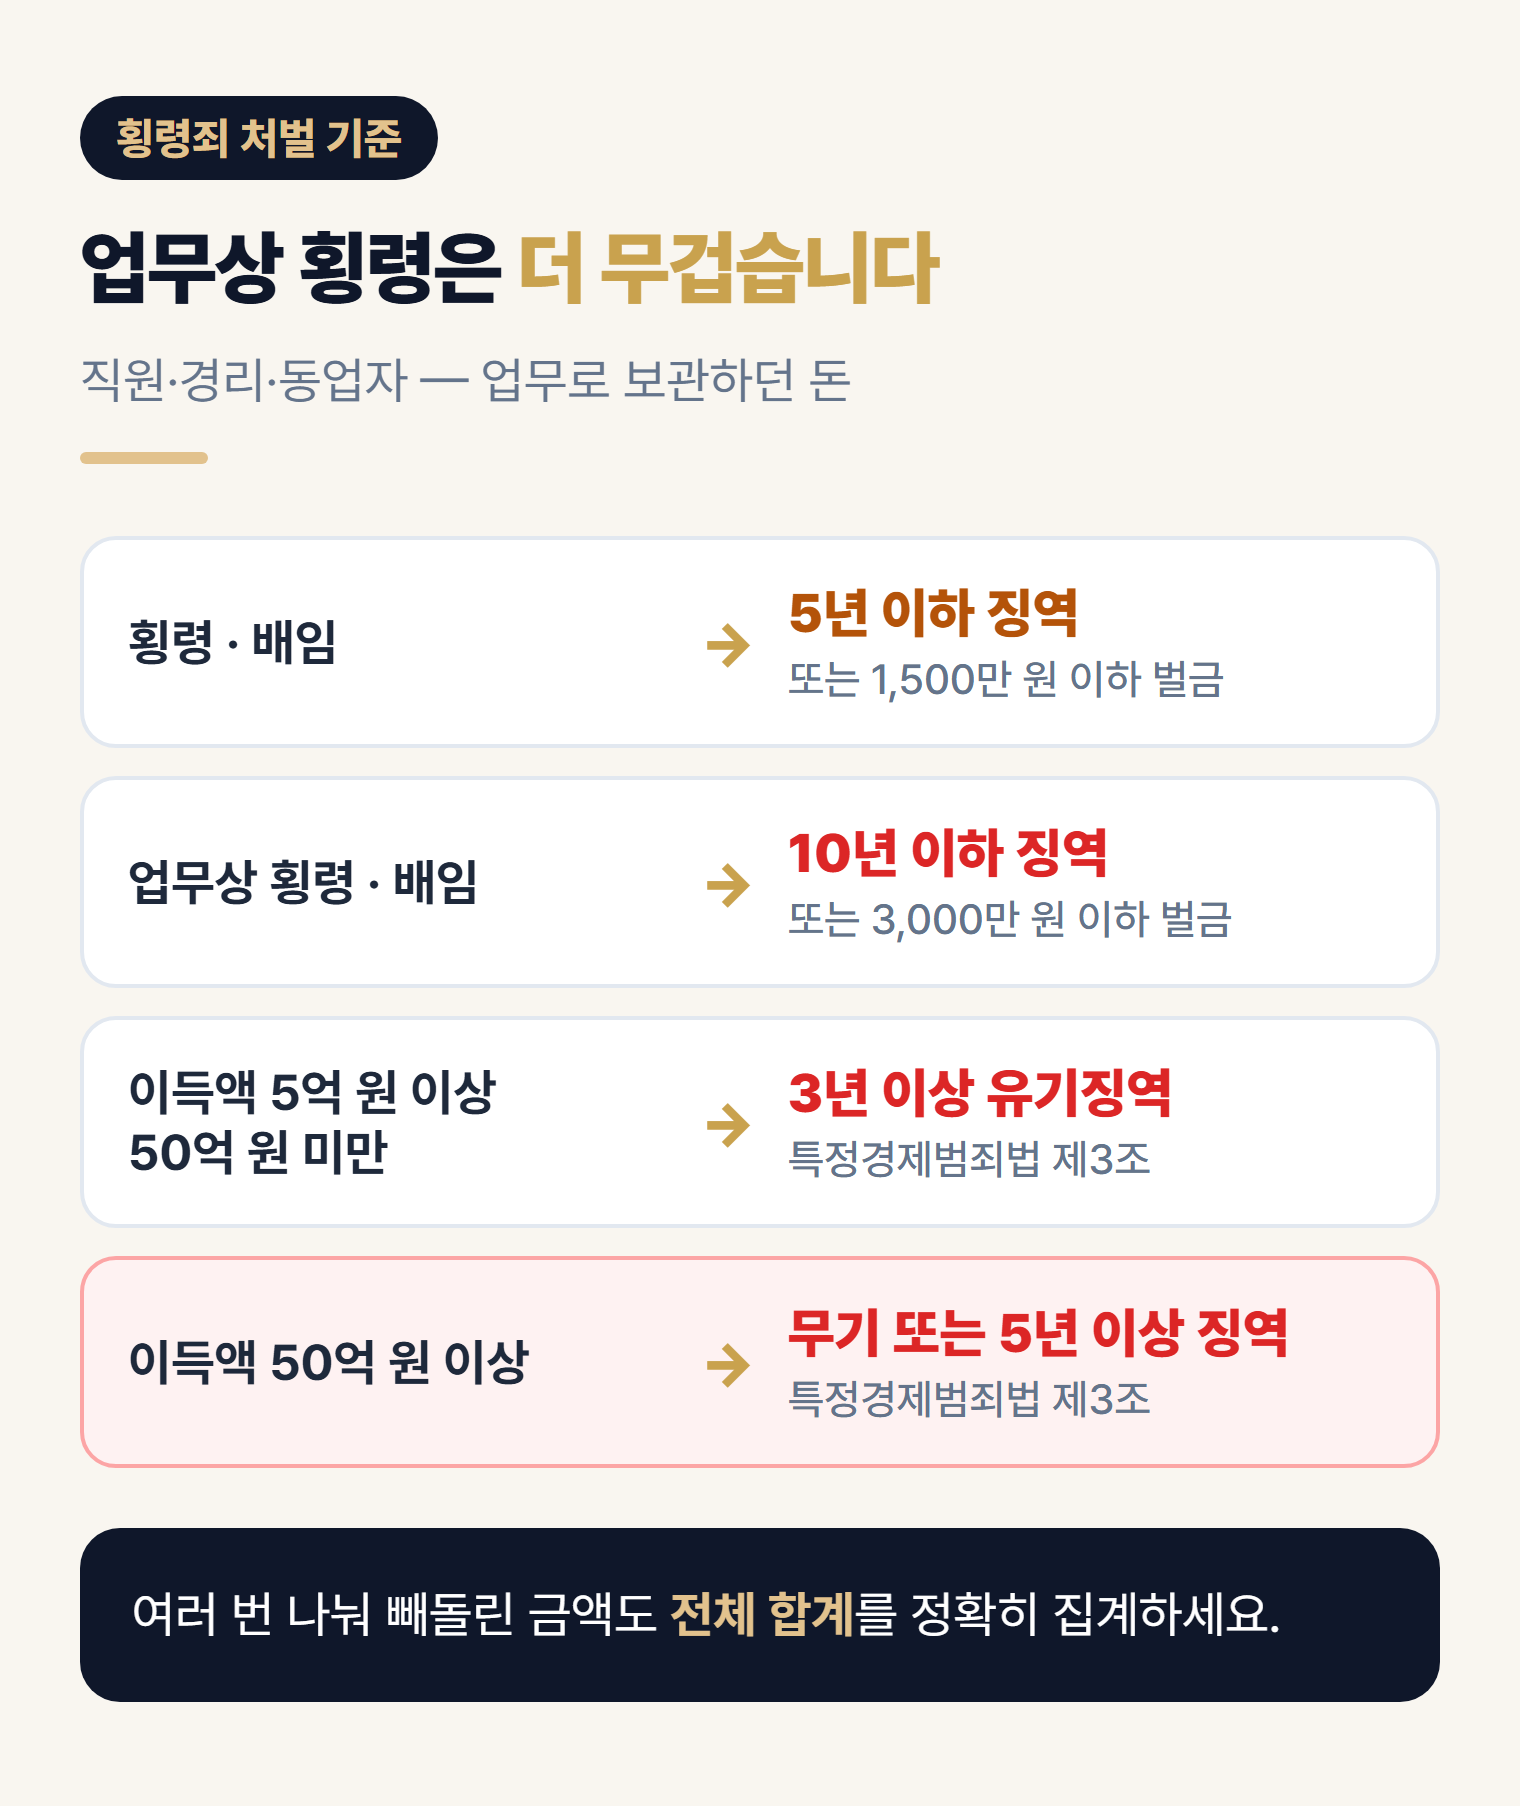 횡령죄 처벌 기준
업무상 횡령은 더 무겁습니다
직원·경리·동업자 — 업무로 보관하던 돈
횡령 · 배임
→
5년 이하 징역
또는 1,500만 원 이하 벌금
업무상 횡령 · 배임
→
10년 이하 징역
또는 3,000만 원 이하 벌금
이득액 5억 원 이상
50억 원 미만
→
3년 이상 유기징역
특정경제범죄법 제3조
이득액 50억 원 이상
→
무기 또는 5년 이상 징역
특정경제범죄법 제3조
여러 번 나눠 빼돌린 금액도 전체 합계를 정확히 집계하세요.